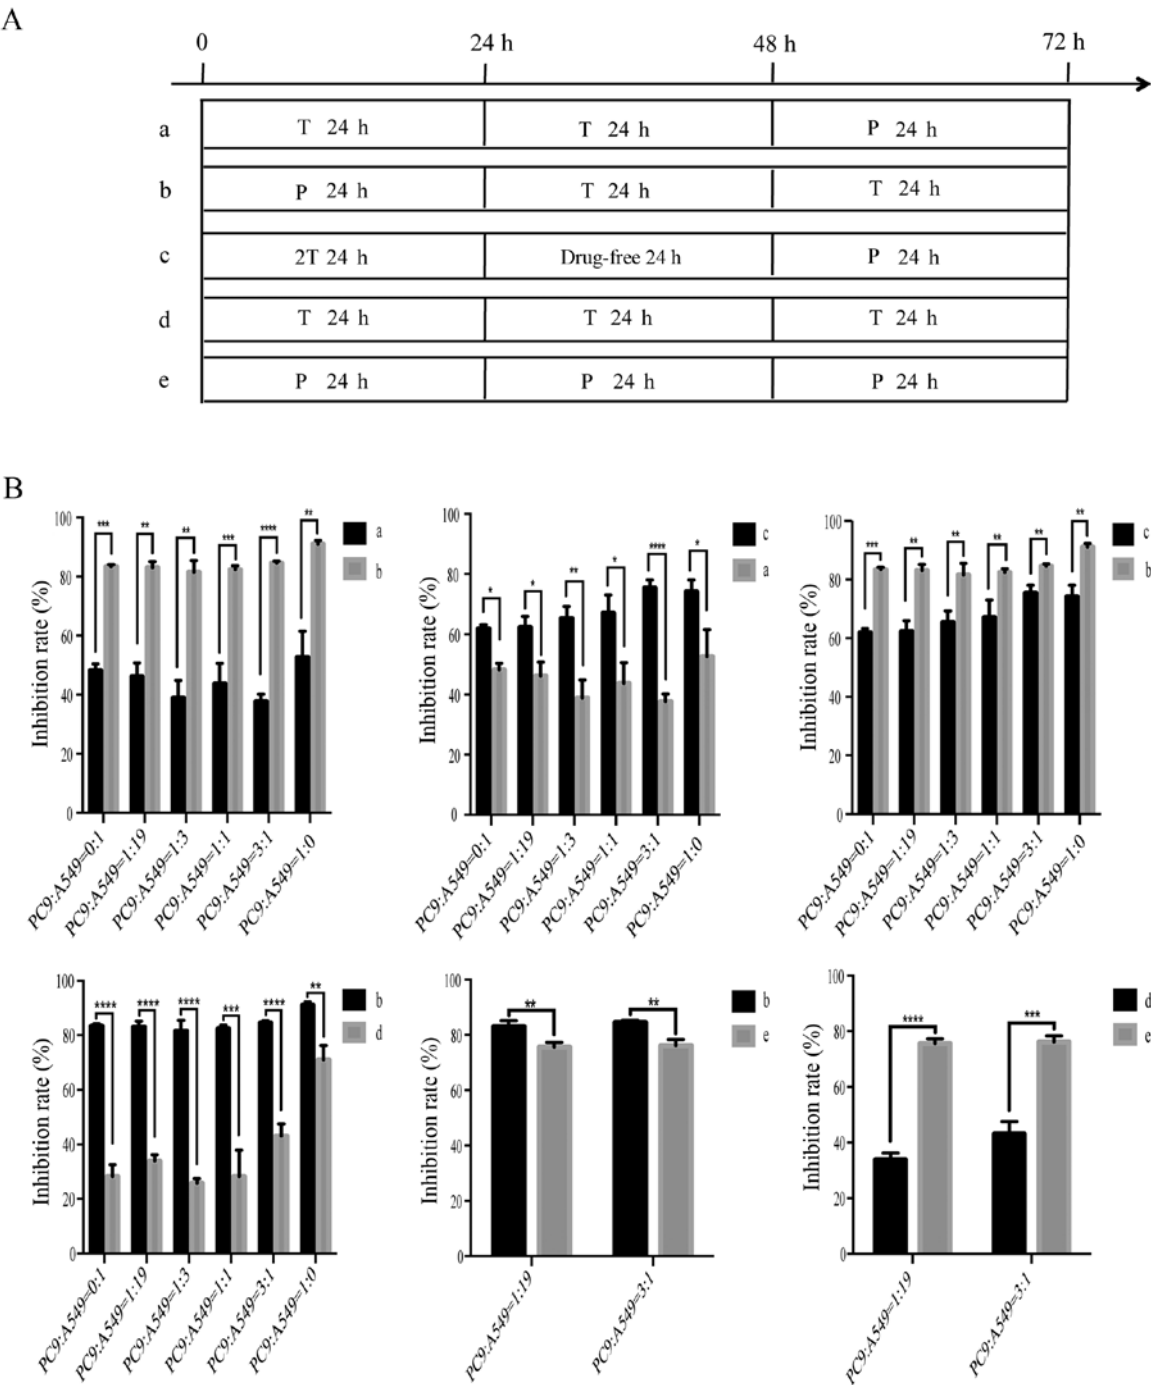 A
0 24 h 48 h 72 h
a T 24 h T 24 h P 24 h
b P 24 h T 24 h T 24 h
c 2T 24 h Drug-free 24 h P 24 h
d T 24 h T 24 h T 24 h
e P 24 h P 24 h P 24 h
B
Inhibition rate (%)
100
80
60
40
20
0
*** ** ** *** **** **
a
b
PC9:A549=0:1
PC9:A549=1:19
PC9:A549=1:3
PC9:A549=1:1
PC9:A549=3:1
PC9:A549=1:0
Inhibition rate (%)
100
80
60
40
20
0
* * ** * **** *
c
a
PC9:A549=0:1
PC9:A549=1:19
PC9:A549=1:3
PC9:A549=1:1
PC9:A549=3:1
PC9:A549=1:0
Inhibition rate (%)
100
80
60
40
20
0
*** ** ** ** ** **
c
b
PC9:A549=0:1
PC9:A549=1:19
PC9:A549=1:3
PC9:A549=1:1
PC9:A549=3:1
PC9:A549=1:0
Inhibition rate (%)
100
80
60
40
20
0
**** **** **** *** **** **
b
d
PC9:A549=0:1
PC9:A549=1:19
PC9:A549=1:3
PC9:A549=1:1
PC9:A549=3:1
PC9:A549=1:0
Inhibition rate (%)
100
80
60
40
20
0
** **
b
e
PC9:A549=1:19
PC9:A549=3:1
Inhibition rate (%)
100
80
60
40
20
0
**** ***
d
e
PC9:A549=1:19
PC9:A549=3:1